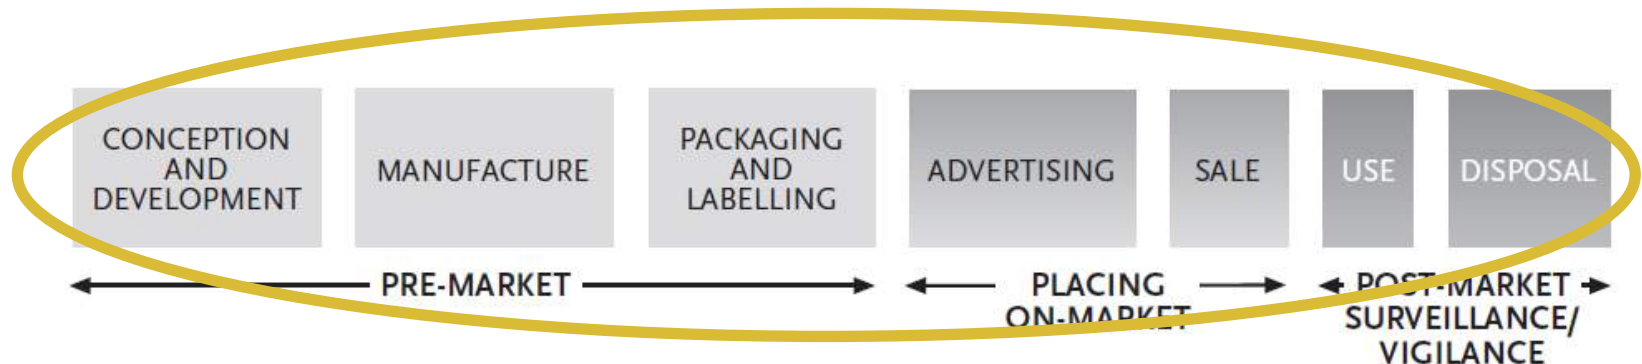 CONCEPTION
AND
DEVELOPMENT
MANUFACTURE
PACKAGING
AND
LABELLING
ADVERTISING
SALE
USE
DISPOSAL
PRE-MARKET
PLACING
ON-MARKET
POST-MARKET
SURVEILLANCE/
VIGILANCE